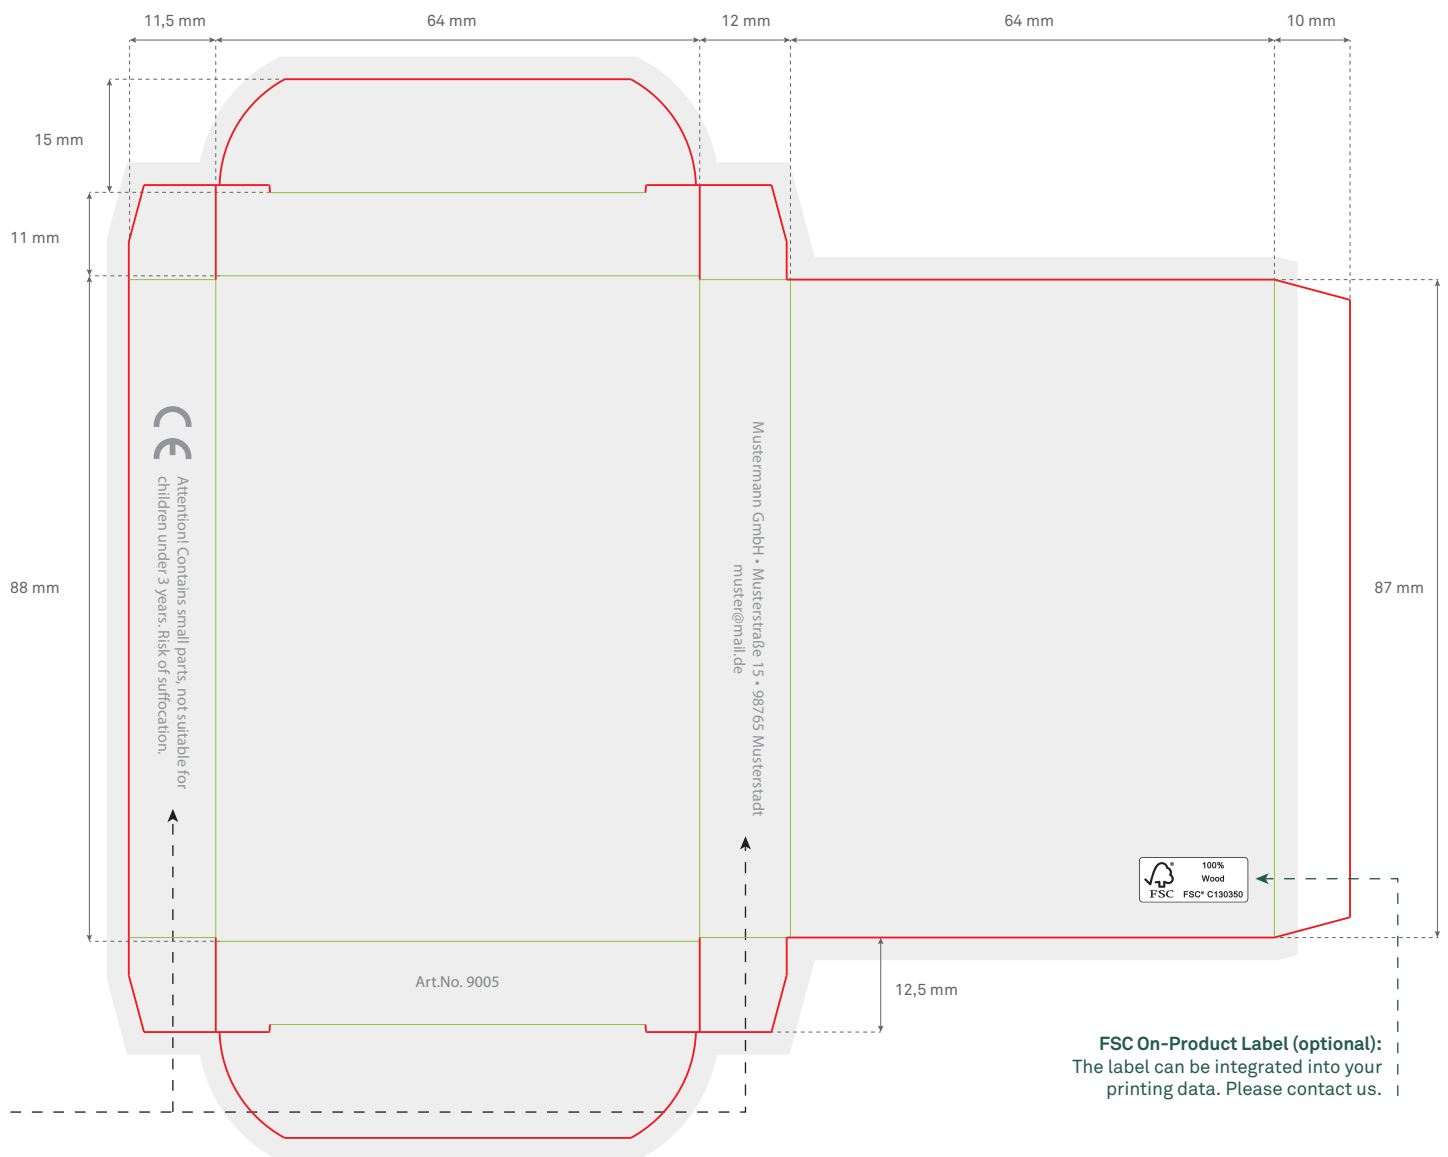 11,5 mm
64 mm
12 mm
64 mm
10 mm
15 mm
11 mm
88 mm
87 mm
CE
Attention! Contains small parts, not suitable for
children under 3 years. Risk of suffocation.
Mustermann GmbH • Musterstraße 15 • 98765 Musterstadt
muster@mail.de
100%
Wood
FSC® C130350
FSC
Art.No. 9005
12,5 mm
FSC On-Product Label (optional):
The label can be integrated into your
printing data. Please contact us.